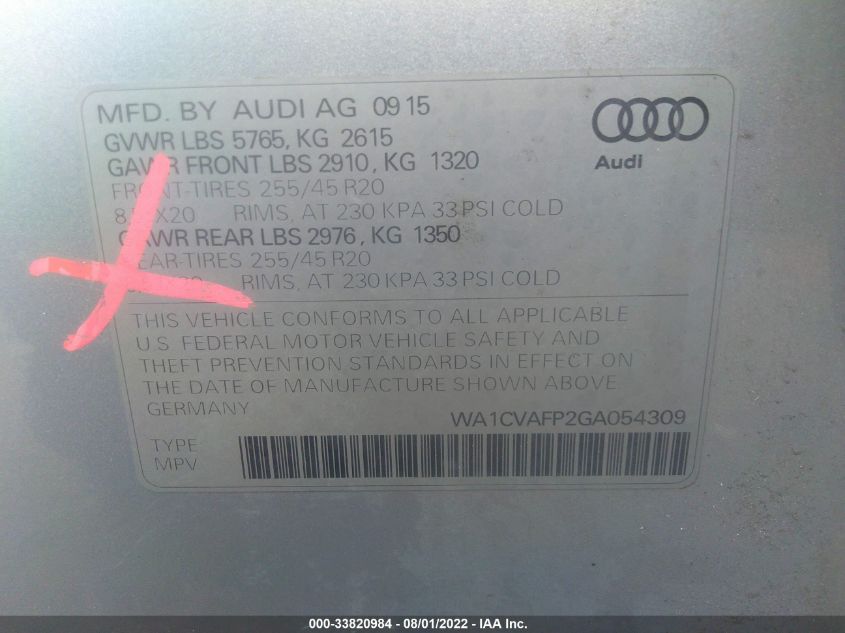 MFD. BY AUDI AG 09 15
GVWR LBS 5765, KG 2615
GAWR FRONT LBS 2910, KG 1320
FRONT-TIRES 255/45 R20
RIMS, AT 230 KPA 33 PSI COLD
GAWR REAR LBS 2976, KG 1350
REAR-TIRES 255/45 R20
RIMS, AT 230 KPA 33 PSI COLD
Audi
THIS VEHICLE CONFORMS TO ALL APPLICABLE
U.S. FEDERAL MOTOR VEHICLE SAFETY AND
THEFT PREVENTION STANDARDS IN EFFECT ON
THE DATE OF MANUFACTURE SHOWN ABOVE.
GERMANY
WA1CVAFP2GA054309
TYPE
MPV
000-33820984 - 08/01/2022 - IAA Inc.